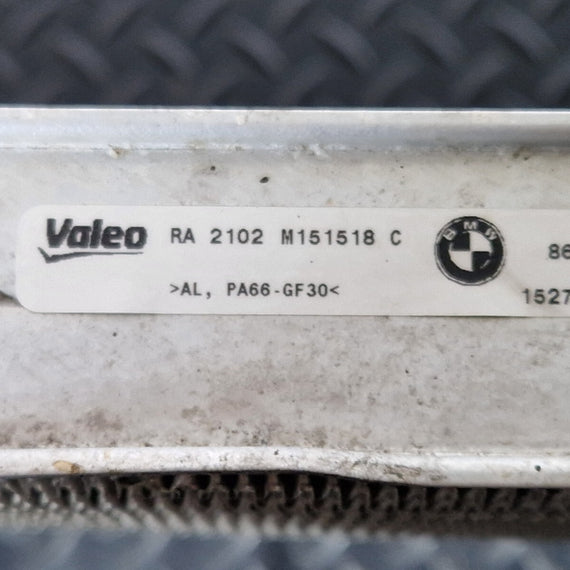 Valeo RA 2102 M151518 C BMW 86
>AL, PA66-GF30< 1527